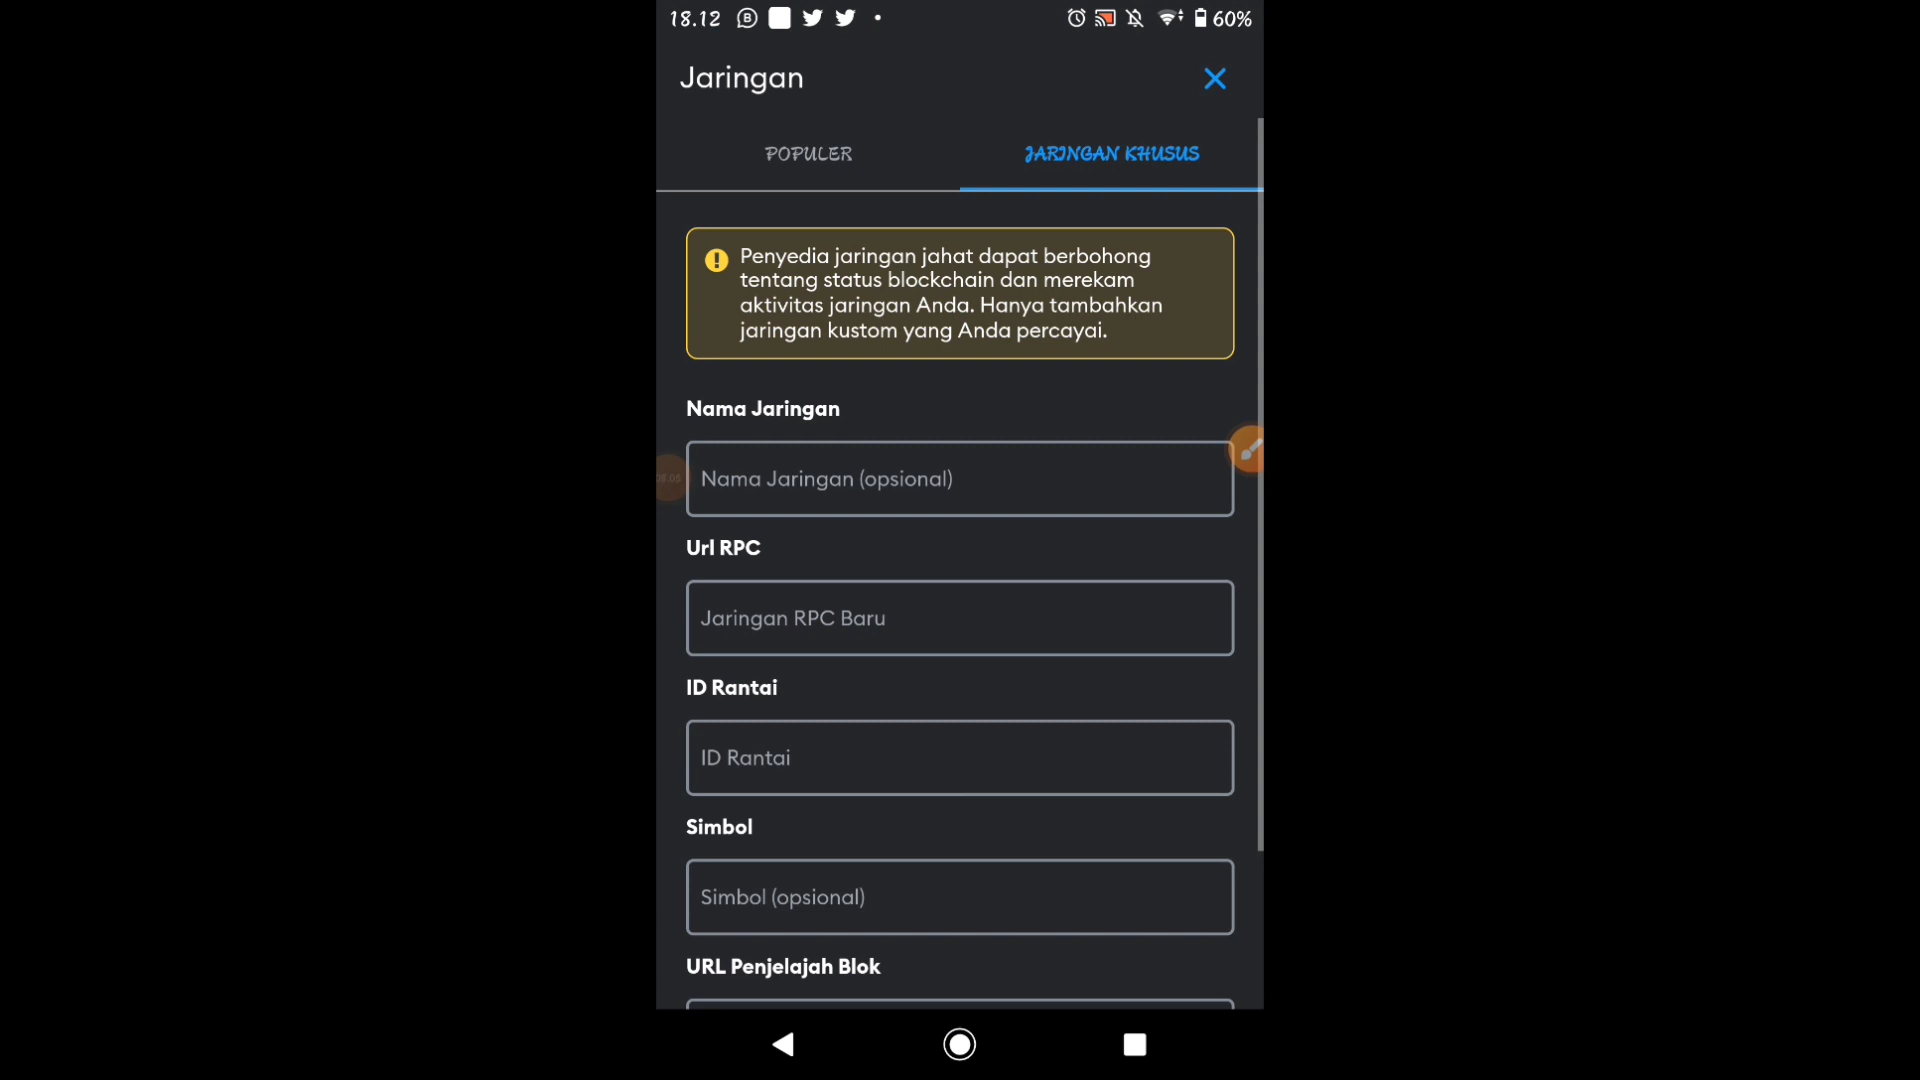 18.12
60%
Jaringan
POPULER
JARINGAN KHUSUS
Penyedia jaringan jahat dapat berbohong
tentang status blockchain dan merekam
aktivitas jaringan Anda. Hanya tambahkan
jaringan kustom yang Anda percayai.
Nama Jaringan
Nama Jaringan (opsional)
Url RPC
Jaringan RPC Baru
ID Rantai
ID Rantai
Simbol
Simbol (opsional)
URL Penjelajah Blok